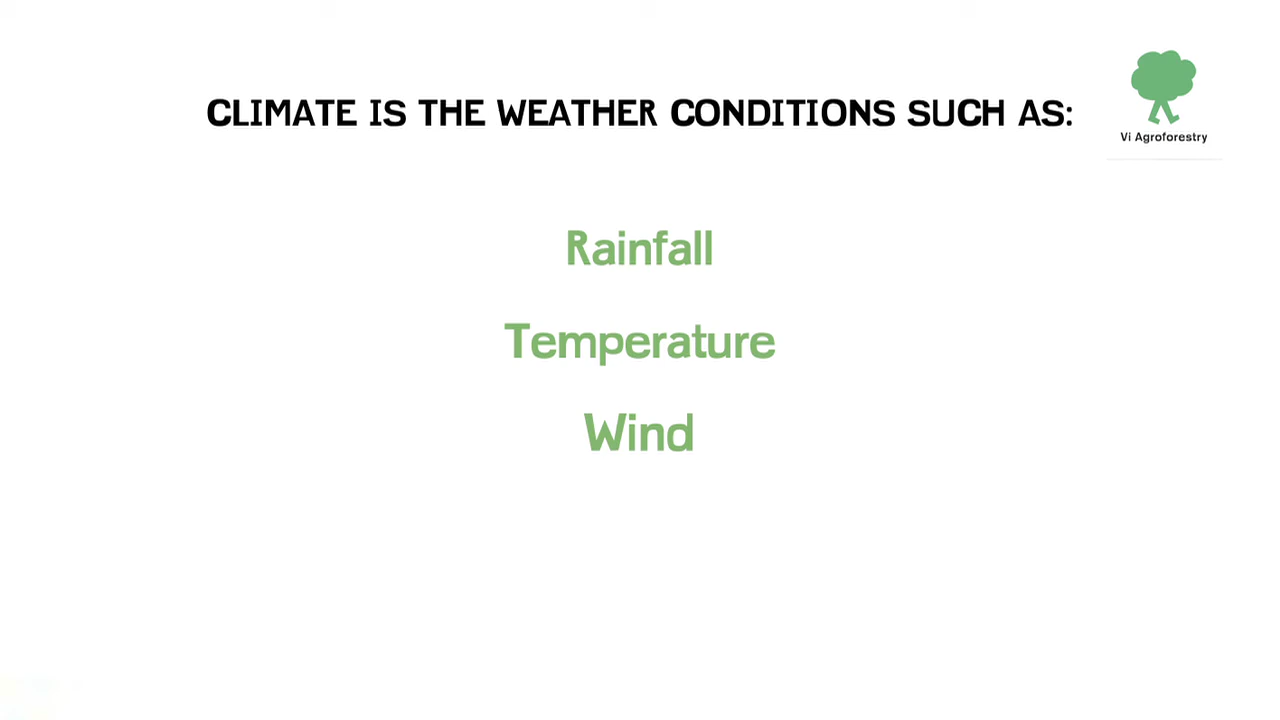 CLIMATE IS THE WEATHER CONDITIONS SUCH AS:
Vi Agroforestry
Rainfall
Temperature
Wind